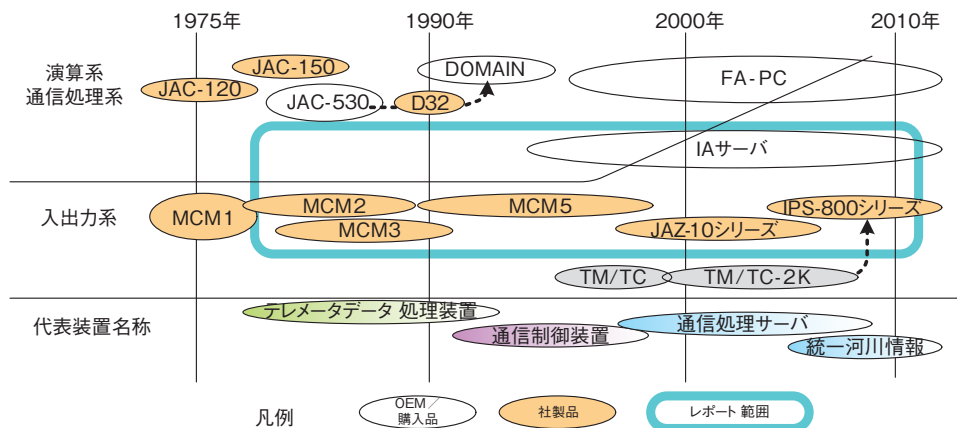 1975年
1990年
2000年
2010年
演算系
通信処理系
JAC-120
JAC-150
JAC-530
D32
DOMAIN
FA-PC
IAサーバ
入出力系
MCM1
MCM2
MCM3
MCM5
JAZ-10シリーズ
IPS-800シリーズ
TM/TC
TM/TC-2K
代表装置名称
テレメータデータ 処理装置
通信制御装置
通信処理サーバ
統一河川情報
凡例
OEM／
購入品
社製品
レポート 範囲